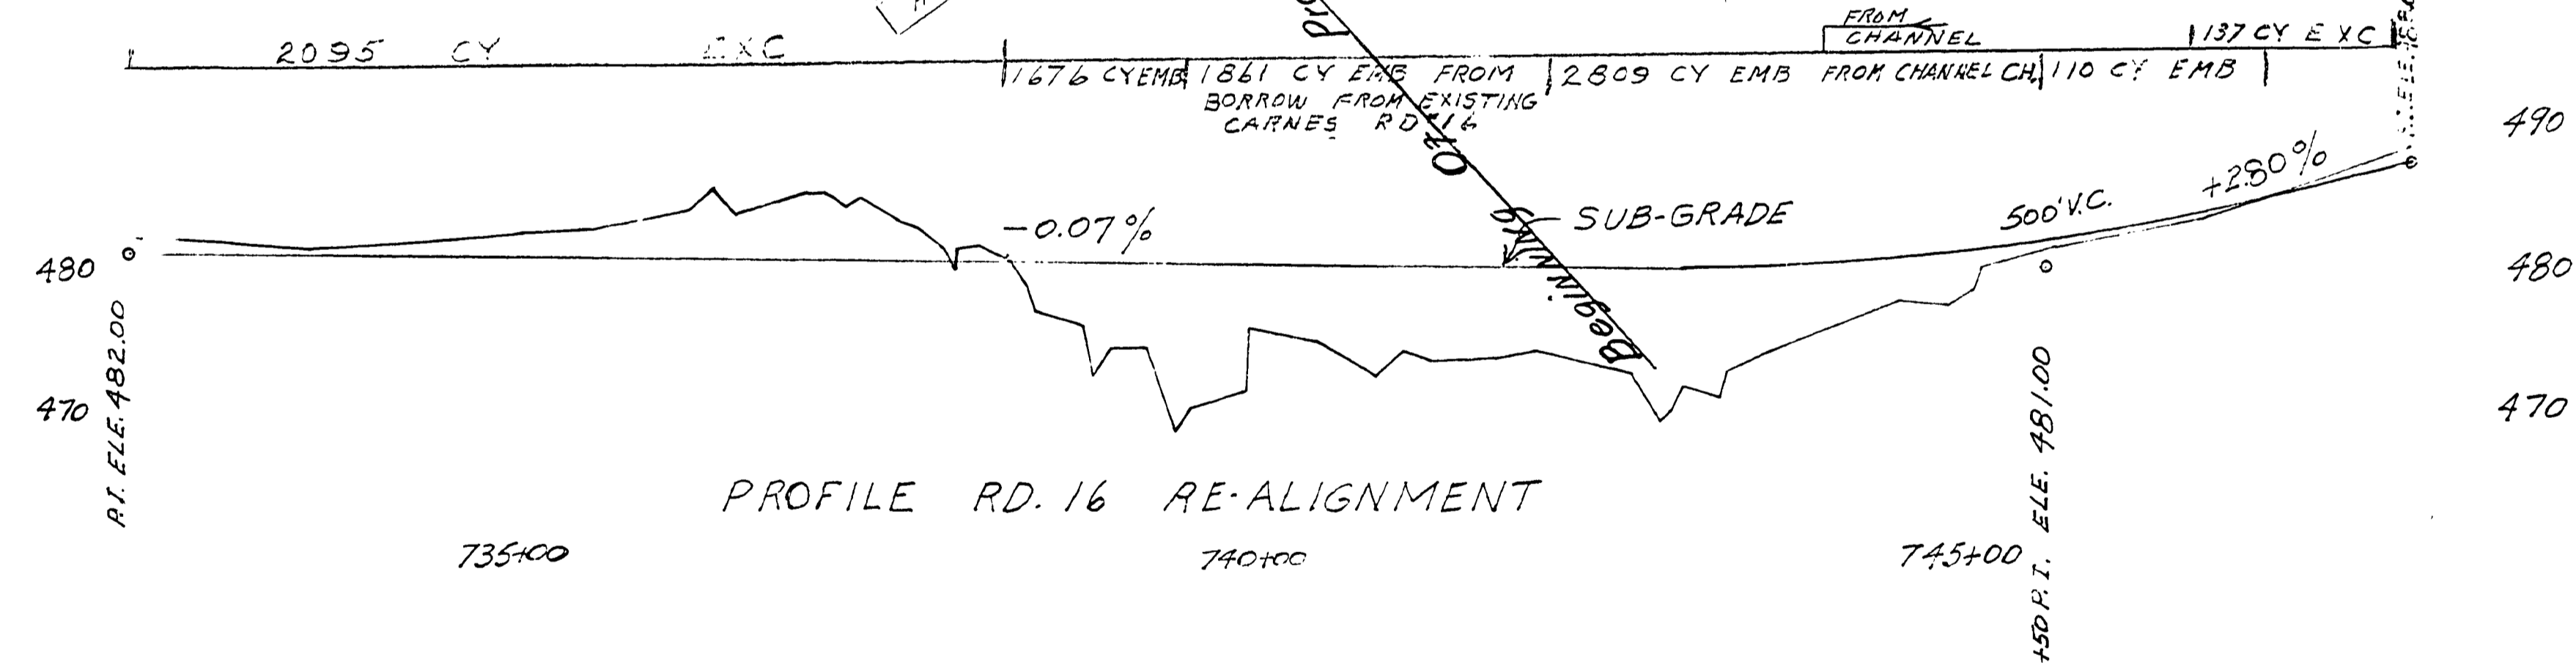 FROM
CHANNEL
137 CY EXC
2095 CY EXC
1676 CY EMB
1861 CY EMB FROM
BORROW FROM EXISTING
CARNES RD 16
2809 CY EMB FROM CHANNEL CH.
110 CY EMB
490
490
+2.80%
500' V.C.
SUB-GRADE
-0.07%
480
480
Beginning Of
470
470
P.I. ELE. 482.00
+50 P.I. ELE. 481.00
PROFILE RD. 16 RE-ALIGNMENT
735+00
740+00
745+00